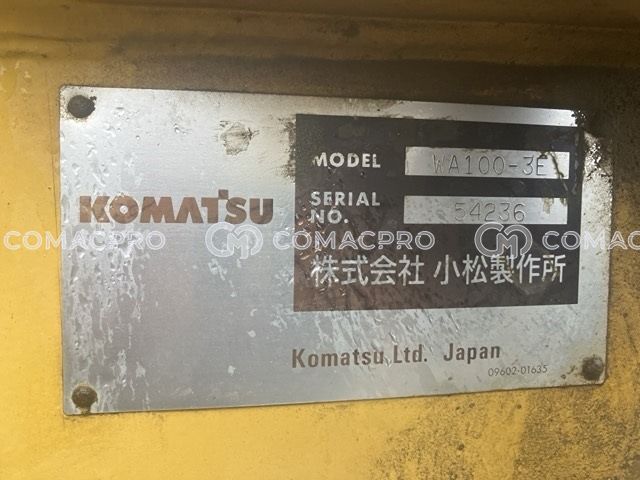 KOMATSU
MODEL WA100-3E
SERIAL NO. 54236
COMACPRO COMACPRO COMACPRO
株式会社 小松製作所
Komatsu Ltd. Japan
09602-01635